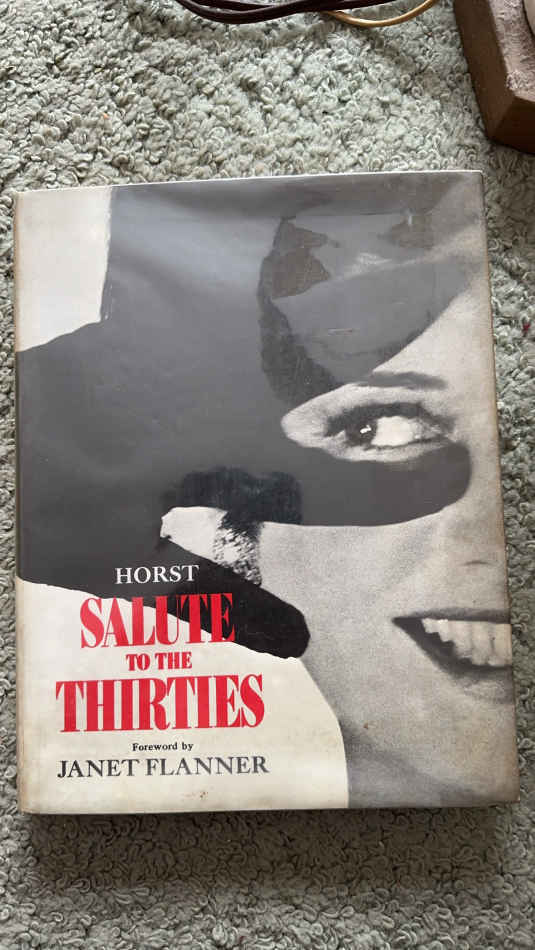 HORST
SALUTE
TO THE
THIRTIES
Foreword by
JANET FLANNER